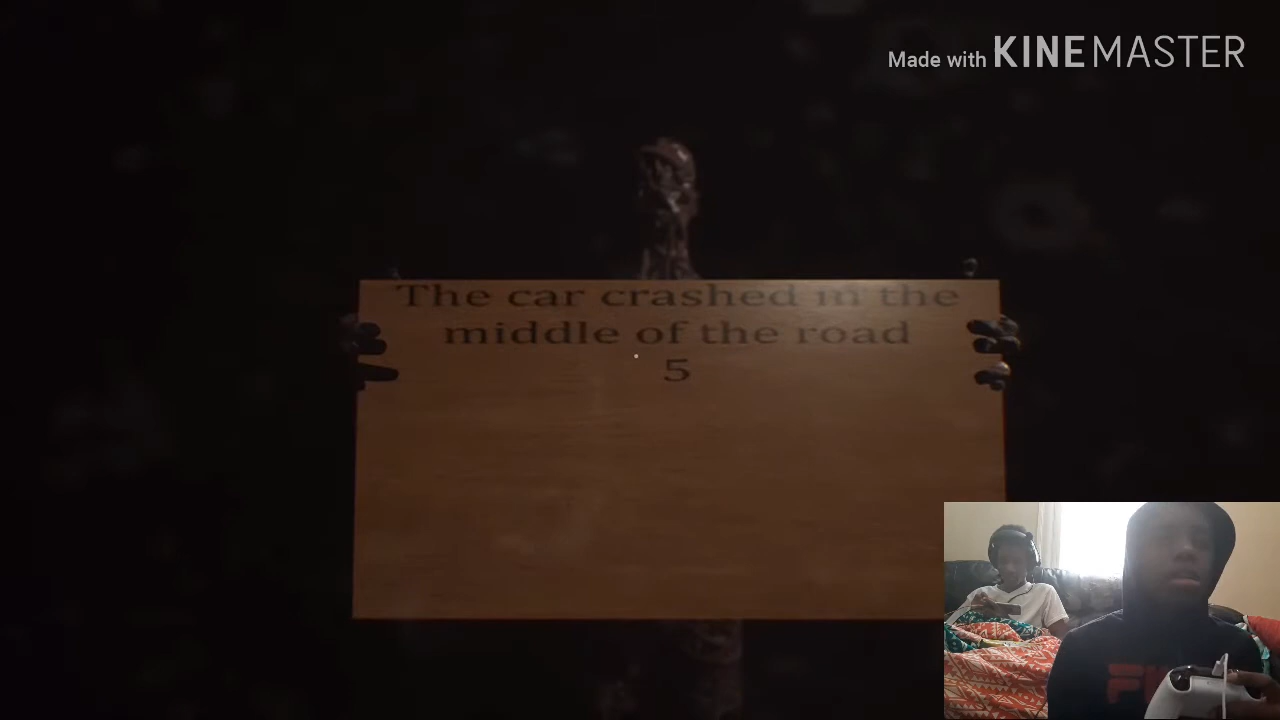 Made with KINEMASTER
The car crashed in the
middle of the road
5